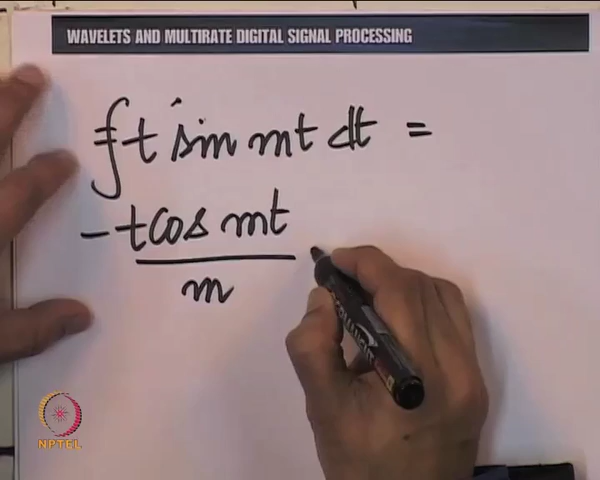 WAVELETS AND MULTIRATE DIGITAL SIGNAL PROCESSING
∫ t sin mt dt =
- t cos mt
m
NPTEL